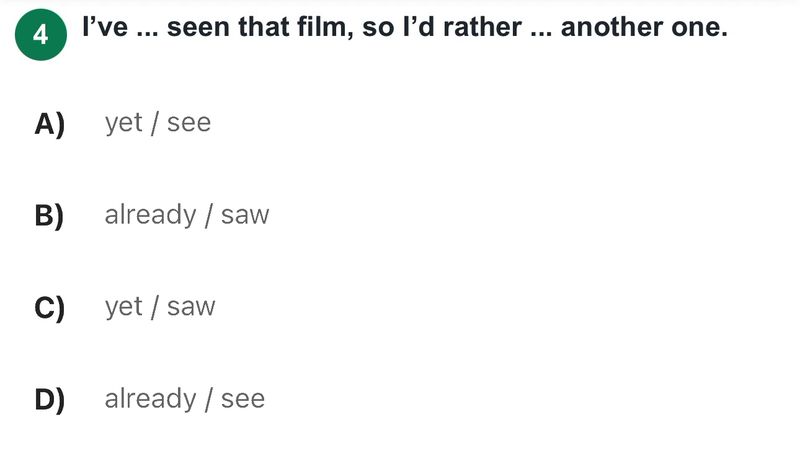 4 I’ve ... seen that film, so I’d rather ... another one.
A) yet / see
B) already / saw
C) yet / saw
D) already / see